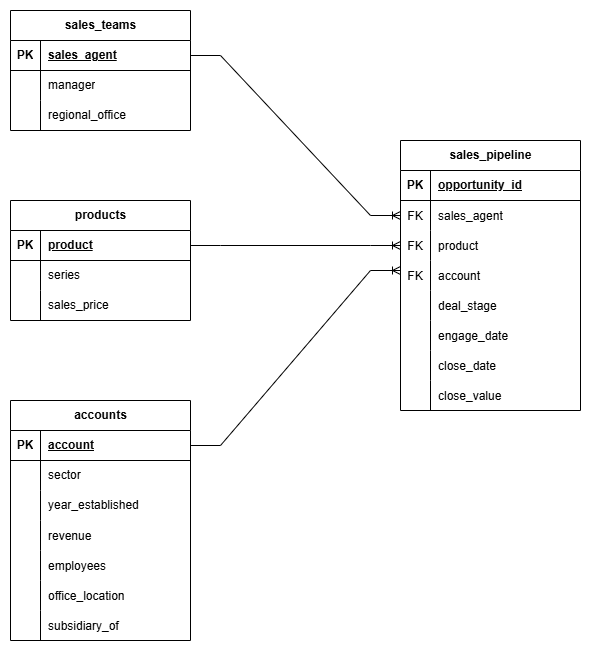 sales_teams
PK sales_agent
manager
regional_office
products
PK product
series
sales_price
accounts
PK account
sector
year_established
revenue
employees
office_location
subsidiary_of
sales_pipeline
PK opportunity_id
FK sales_agent
FK product
FK account
deal_stage
engage_date
close_date
close_value